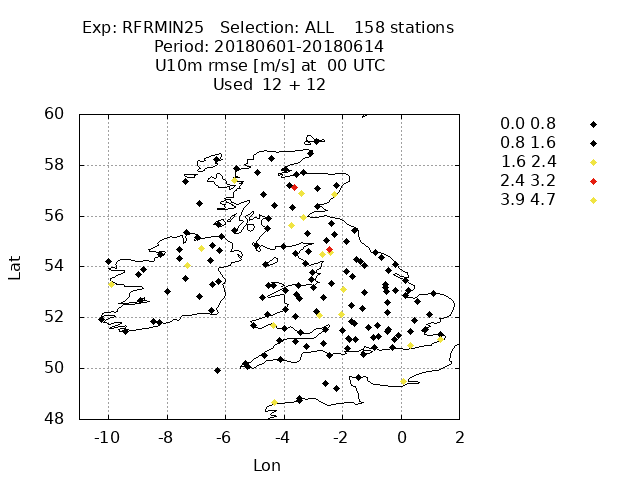 Exp: RFRMIN25 Selection: ALL 158 stations
Period: 20180601-20180614
U10m rmse [m/s] at 00 UTC
Used 12 + 12
60
58
56
54
52
50
48
Lat
-10 -8 -6 -4 -2 0 2
Lon
0.0 0.8
0.8 1.6
1.6 2.4
2.4 3.2
3.9 4.7